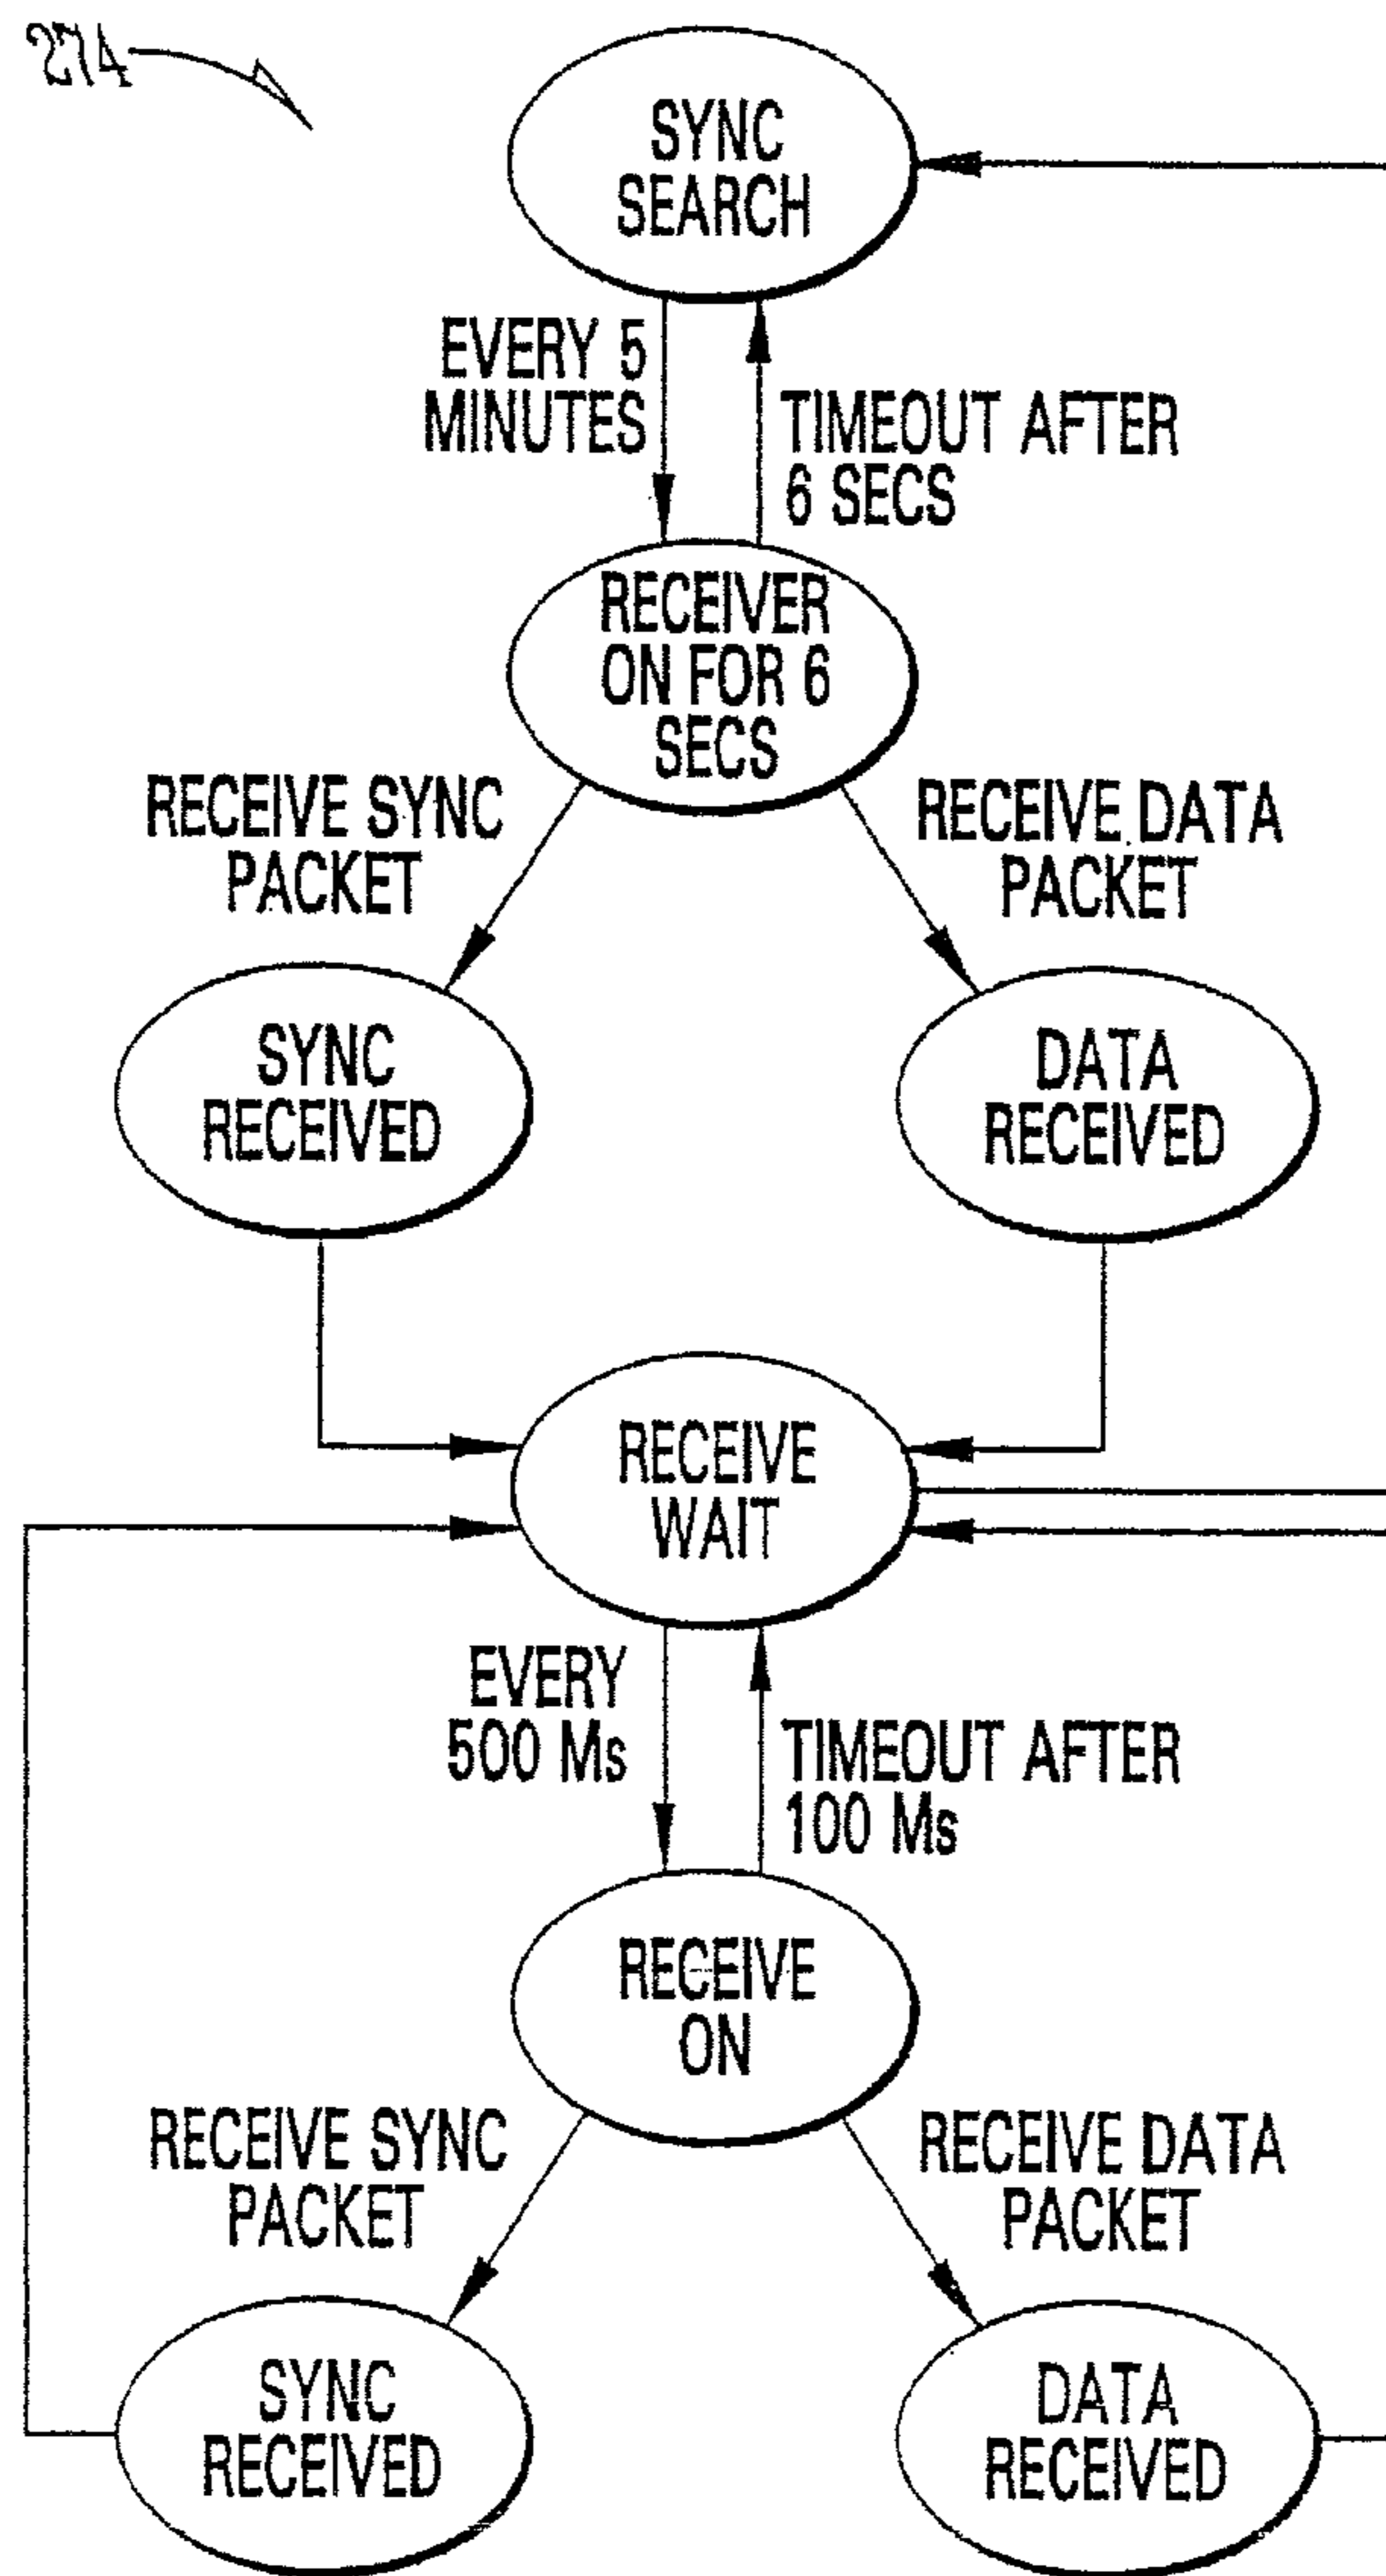 274
SYNC
SEARCH
EVERY 5
MINUTES
TIMEOUT AFTER
6 SECS
RECEIVER
ON FOR 6
SECS
RECEIVE SYNC
PACKET
RECEIVE DATA
PACKET
SYNC
RECEIVED
DATA
RECEIVED
RECEIVE
WAIT
EVERY
500 Ms
TIMEOUT AFTER
100 Ms
RECEIVE
ON
RECEIVE SYNC
PACKET
RECEIVE DATA
PACKET
SYNC
RECEIVED
DATA
RECEIVED